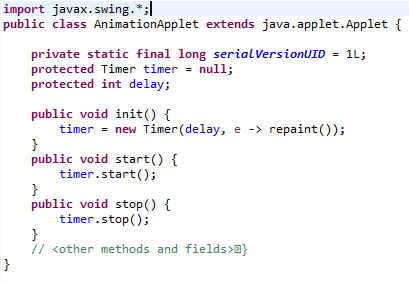 import javax.swing.*;
public class AnimationApplet extends java.applet.Applet {
private static final long serialVersionUID = 1L;
protected Timer timer = null;
protected int delay;
public void init() {
timer = new Timer(delay, e -> repaint());
}
public void start() {
timer.start();
}
public void stop() {
timer.stop();
}
// <other methods and fields>}
}